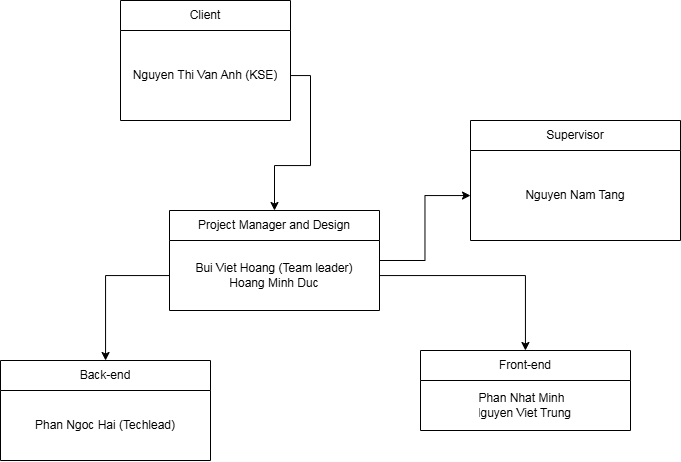 Client
Nguyen Thi Van Anh (KSE)
Supervisor
Nguyen Nam Tang
Project Manager and Design
Bui Viet Hoang (Team leader)
Hoang Minh Duc
Back-end
Phan Ngoc Hai (Techlead)
Front-end
Phan Nhat Minh
Nguyen Viet Trung